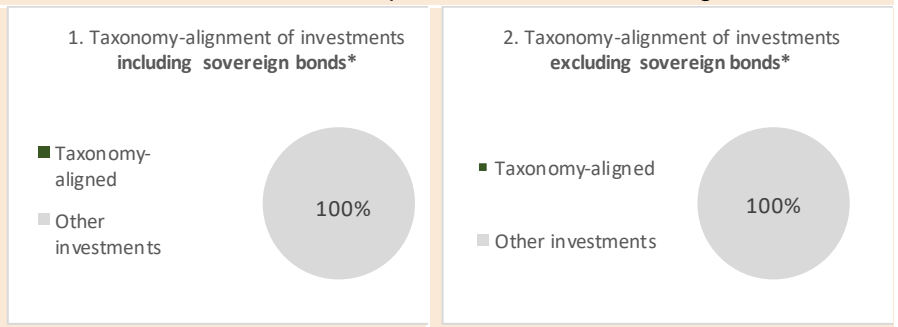 1. Taxonomy-alignment of investments
including sovereign bonds*
Taxonomy-
aligned
Other
investments
100%
2. Taxonomy-alignment of investments
excluding sovereign bonds*
Taxonomy-aligned
Other investments
100%